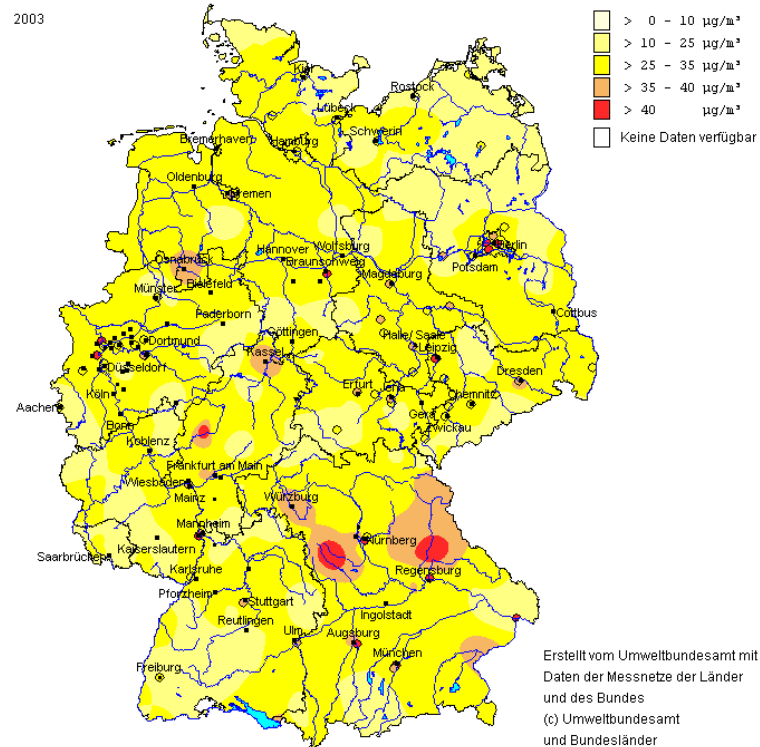 2003
> 0 - 10 µg/m³
> 10 - 25 µg/m³
> 25 - 35 µg/m³
> 35 - 40 µg/m³
> 40 µg/m³
Keine Daten verfügbar
Kiel
Rostock
Lübeck
Schwerin
Bremerhaven
Hamburg
Oldenburg
Bremen
Hannover
Wolfsburg
Berlin
Osnabrück
Braunschweig
Potsdam
Magdeburg
Münster
Bielefeld
Cottbus
Paderborn
Dortmund
Göttingen
Halle/ Saale
Kassel
Leipzig
Düsseldorf
Dresden
Köln
Erfurt
Jena
Chemnitz
Aachen
Gera
Bonn
Zwickau
Koblenz
Frankfurt am Main
Wiesbaden
Mainz
Würzburg
Mannheim
Nürnberg
Kaiserslautern
Saarbrücken
Karlsruhe
Regensburg
Pforzheim
Stuttgart
Ingolstadt
Reutlingen
Ulm
Augsburg
München
Freiburg
Erstellt vom Umweltbundesamt mit
Daten der Messnetze der Länder
und des Bundes
(c) Umweltbundesamt
und Bundesländer